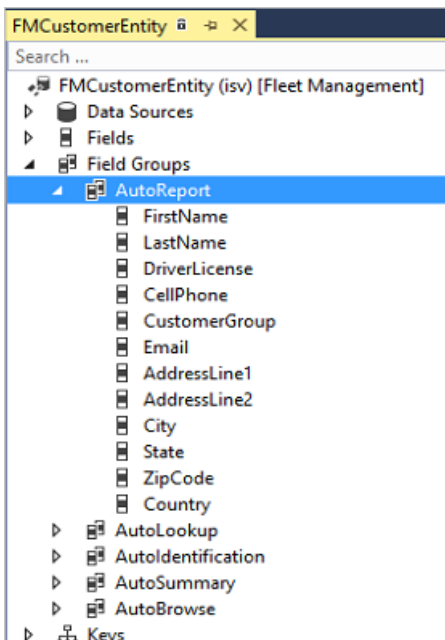 FMCustomerEntity
Search ...
FMCustomerEntity (isv) [Fleet Management]
Data Sources
Fields
Field Groups
AutoReport
FirstName
LastName
DriverLicense
CellPhone
CustomerGroup
Email
AddressLine1
AddressLine2
City
State
ZipCode
Country
AutoLookup
AutoIdentification
AutoSummary
AutoBrowse
Keys